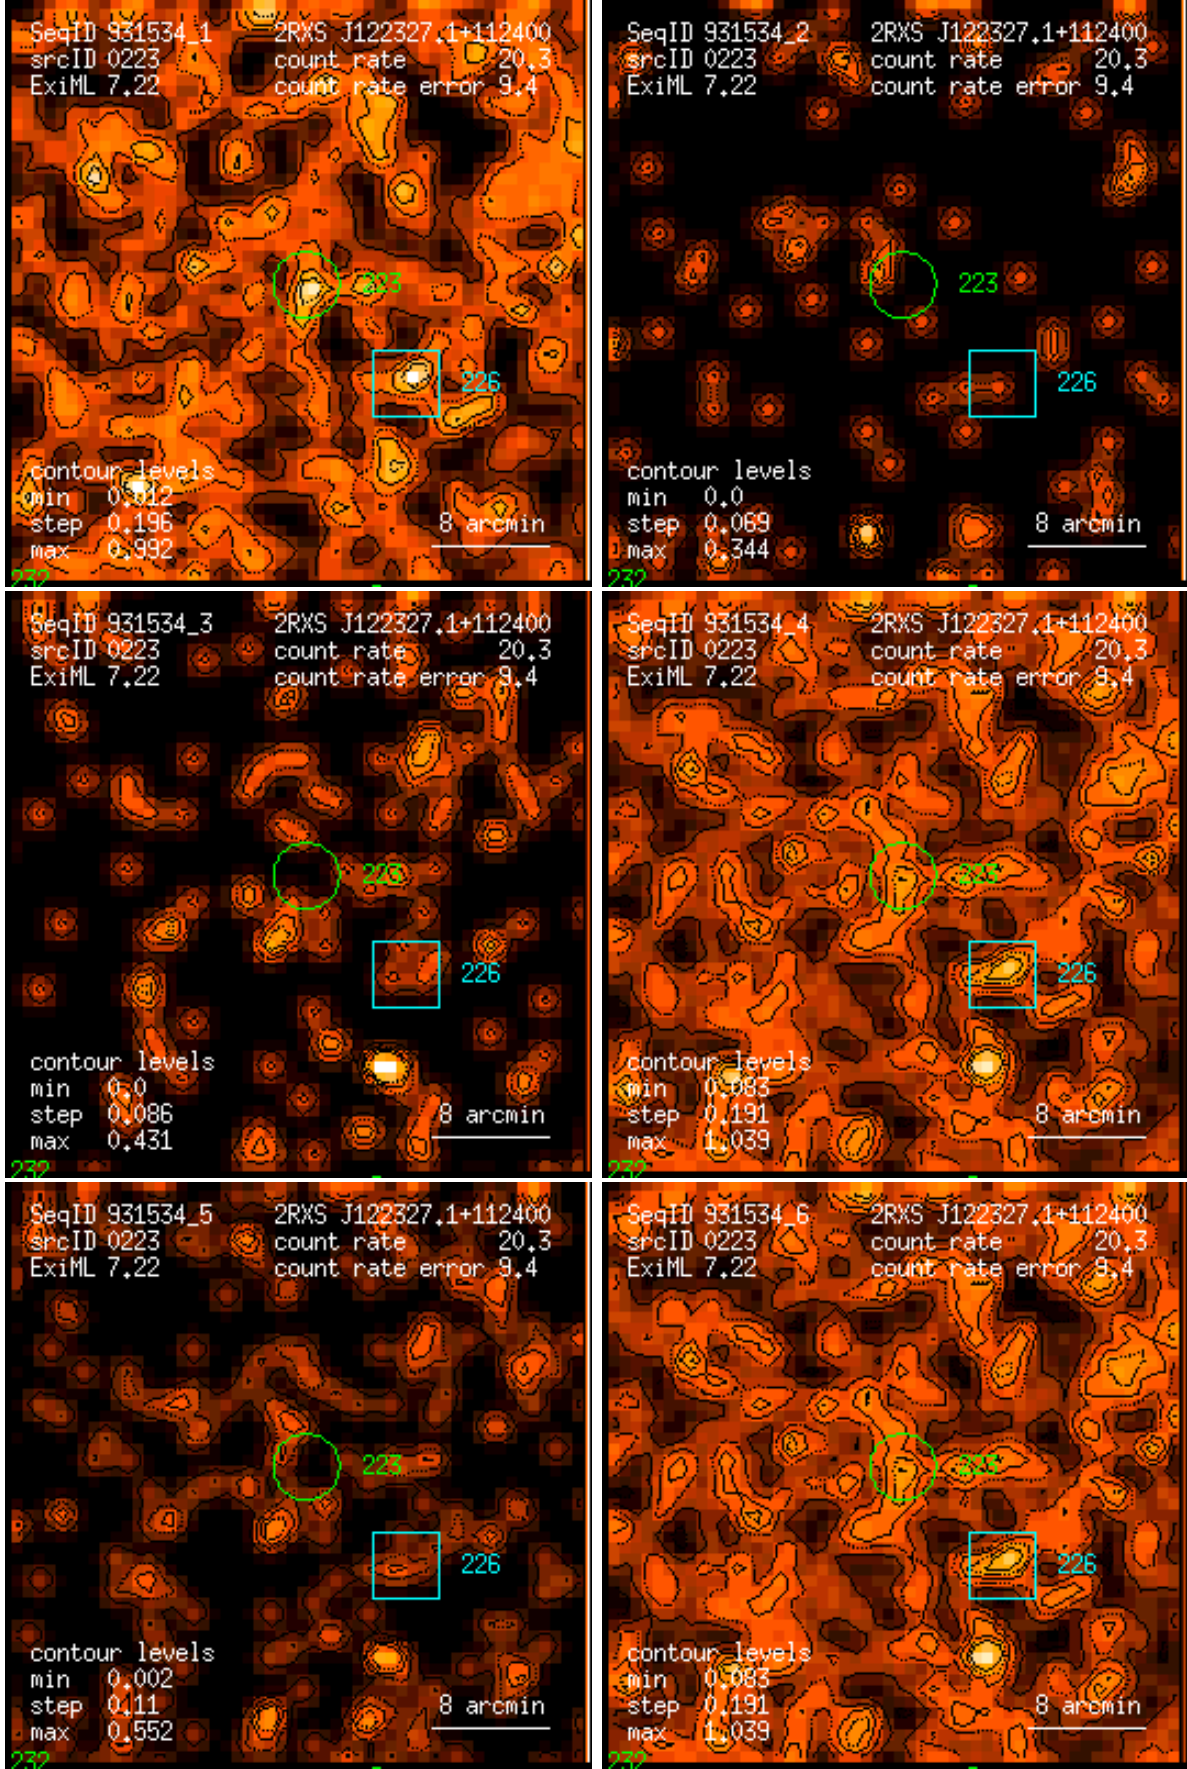 SeqID 931534_1 2RXS J122327.1+112400
srcID 0223 count rate 20.3
ExiML 7.22 count rate error 9.4
223
226
contour levels
min 0.012
step 0.196
max 0.992
8 arcmin
232
SeqID 931534_2 2RXS J122327.1+112400
srcID 0223 count rate 20.3
ExiML 7.22 count rate error 9.4
223
226
contour levels
min 0.0
step 0.069
max 0.344
8 arcmin
232
SeqID 931534_3 2RXS J122327.1+112400
srcID 0223 count rate 20.3
ExiML 7.22 count rate error 9.4
223
226
contour levels
min 0.0
step 0.086
max 0.431
8 arcmin
232
SeqID 931534_4 2RXS J122327.1+112400
srcID 0223 count rate 20.3
ExiML 7.22 count rate error 9.4
223
226
contour levels
min 0.083
step 0.191
max 1.039
8 arcmin
232
SeqID 931534_5 2RXS J122327.1+112400
srcID 0223 count rate 20.3
ExiML 7.22 count rate error 9.4
223
226
contour levels
min 0.002
step 0.11
max 0.552
8 arcmin
232
SeqID 931534_6 2RXS J122327.1+112400
srcID 0223 count rate 20.3
ExiML 7.22 count rate error 9.4
223
226
contour levels
min 0.083
step 0.191
max 1.039
8 arcmin
232